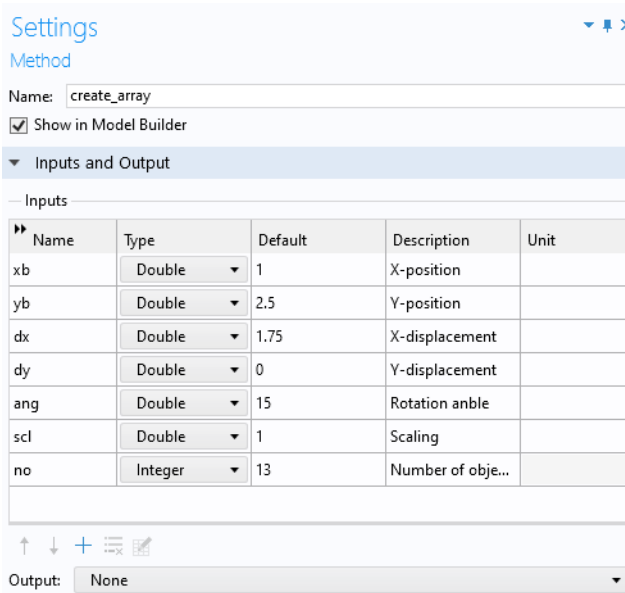 Settings
Method
Name: create_array
Show in Model Builder
Inputs and Output
Inputs
Name Type Default Description Unit
xb Double 1 X-position
yb Double 2.5 Y-position
dx Double 1.75 X-displacement
dy Double 0 Y-displacement
ang Double 15 Rotation anble
scl Double 1 Scaling
no Integer 13 Number of obje...
Output: None